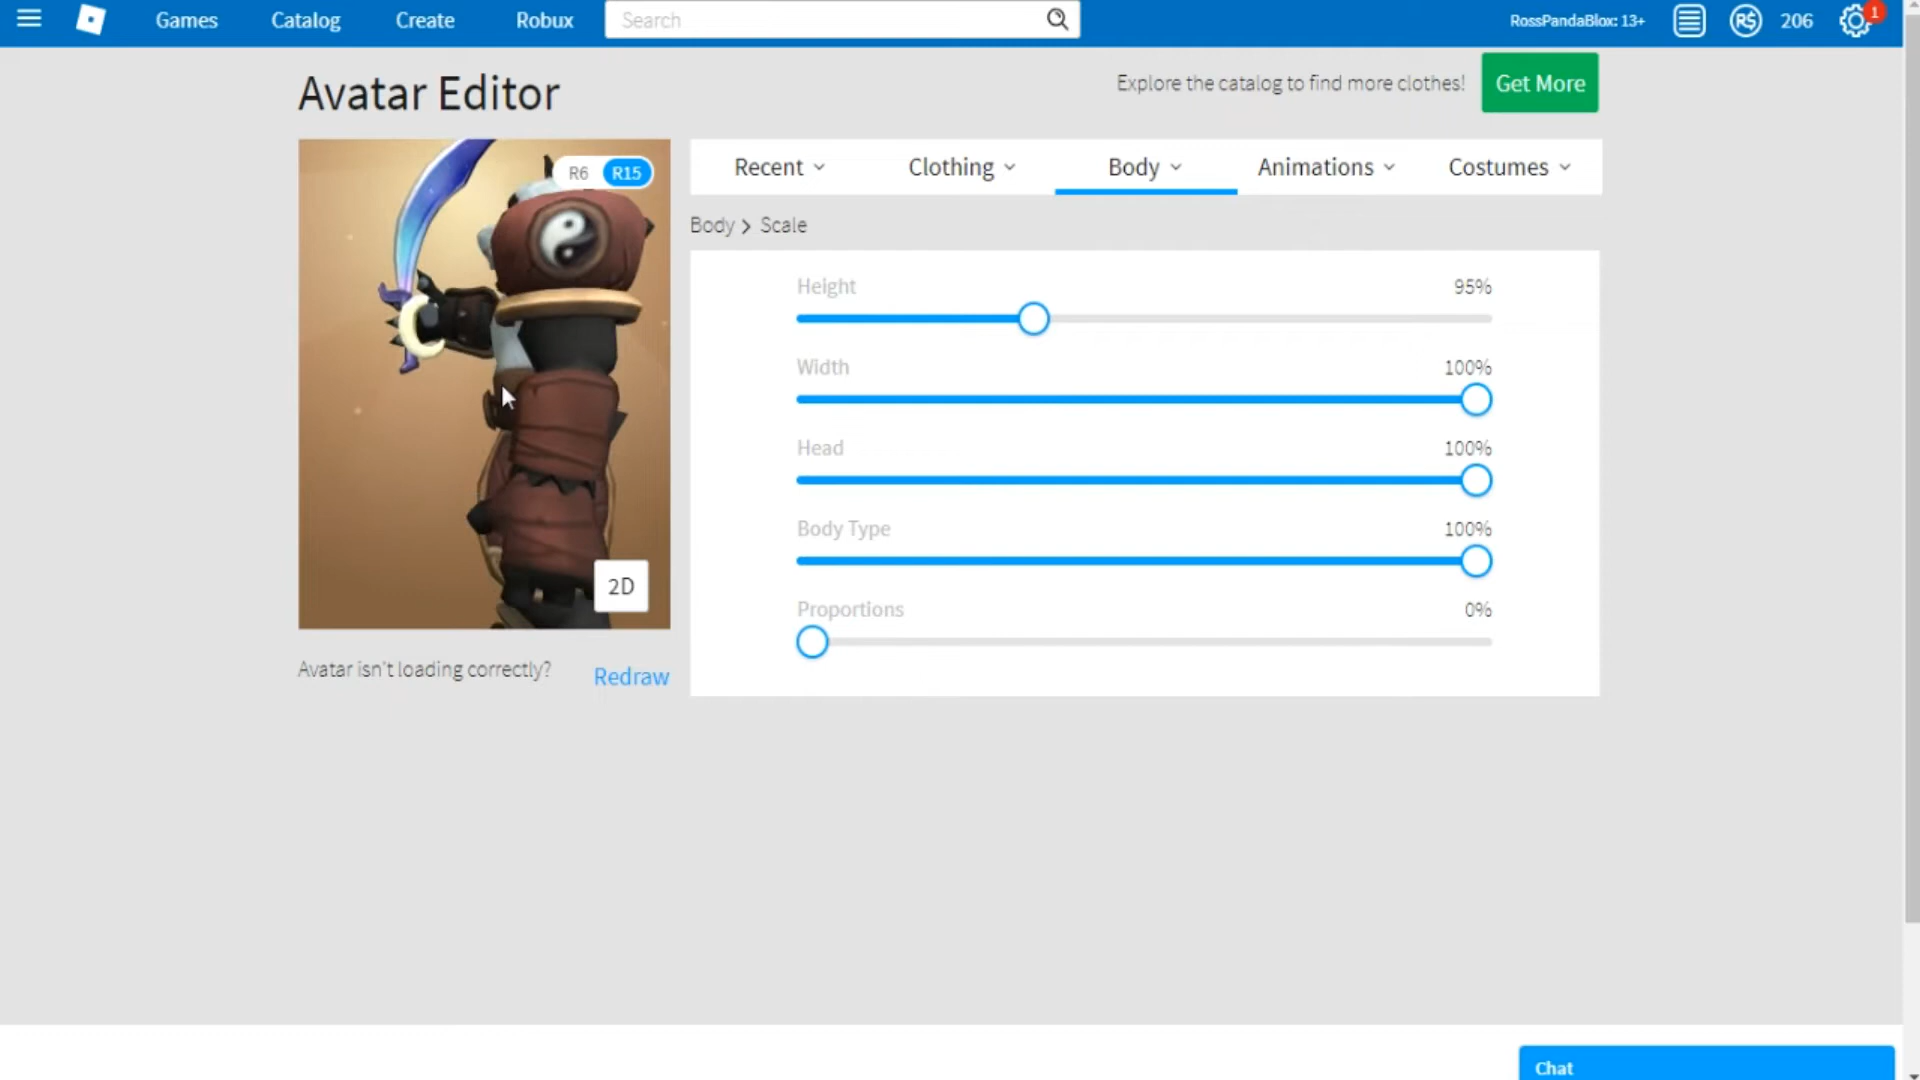 Games Catalog Create Robux Search RossPandaBlox: 13+ R$ 206 1
Avatar Editor
Explore the catalog to find more clothes! Get More
R6 R15
Recent Clothing Body Animations Costumes
Body > Scale
Height 95%
Width 100%
Head 100%
Body Type 100%
Proportions 0%
2D
Avatar isn't loading correctly? Redraw
Chat